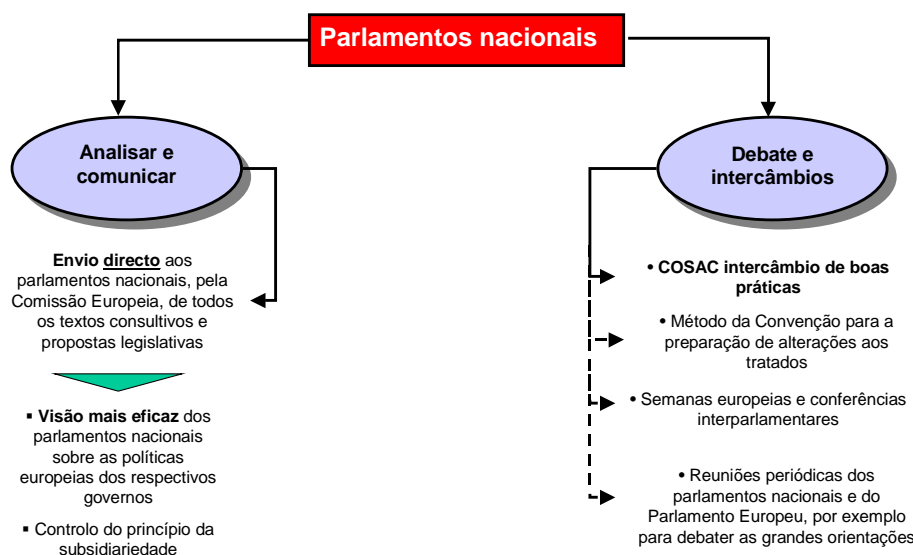 Parlamentos nacionais
Analisar e
comunicar
Envio directo aos
parlamentos nacionais, pela
Comissão Europeia, de todos
os textos consultivos e
propostas legislativas
▪ Visão mais eficaz dos
parlamentos nacionais
sobre as políticas
europeias dos respectivos
governos
▪ Controlo do princípio da
subsidiariedade
Debate e
intercâmbios
• COSAC intercâmbio de boas
práticas
• Método da Convenção para a
preparação de alterações aos
tratados
• Semanas europeias e conferências
interparlamentares
• Reuniões periódicas dos
parlamentos nacionais e do
Parlamento Europeu, por exemplo
para debater as grandes orientações